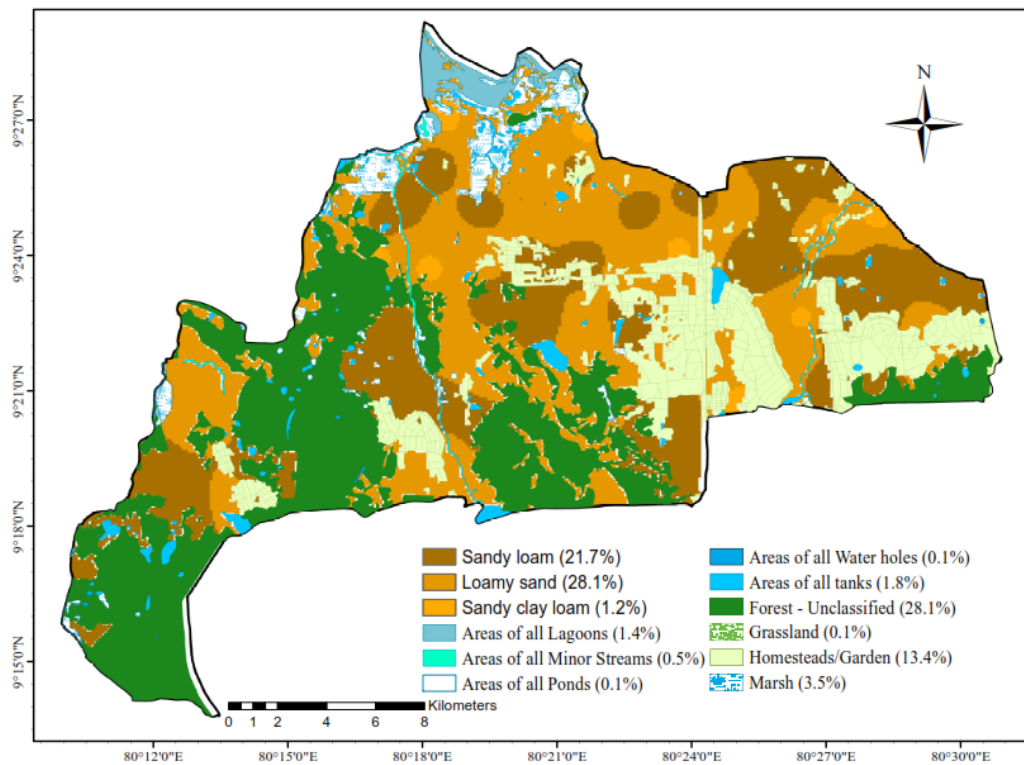 N
9°27'0"N
9°24'0"N
9°21'0"N
9°18'0"N
9°15'0"N
Sandy loam (21.7%)
Loamy sand (28.1%)
Sandy clay loam (1.2%)
Areas of all Lagoons (1.4%)
Areas of all Minor Streams (0.5%)
Areas of all Ponds (0.1%)
Areas of all Water holes (0.1%)
Areas of all tanks (1.8%)
Forest - Unclassified (28.1%)
Grassland (0.1%)
Homesteads/Garden (13.4%)
Marsh (3.5%)
Kilometers
0 1 2 4 6 8
80°12'0"E 80°15'0"E 80°18'0"E 80°21'0"E 80°24'0"E 80°27'0"E 80°30'0"E